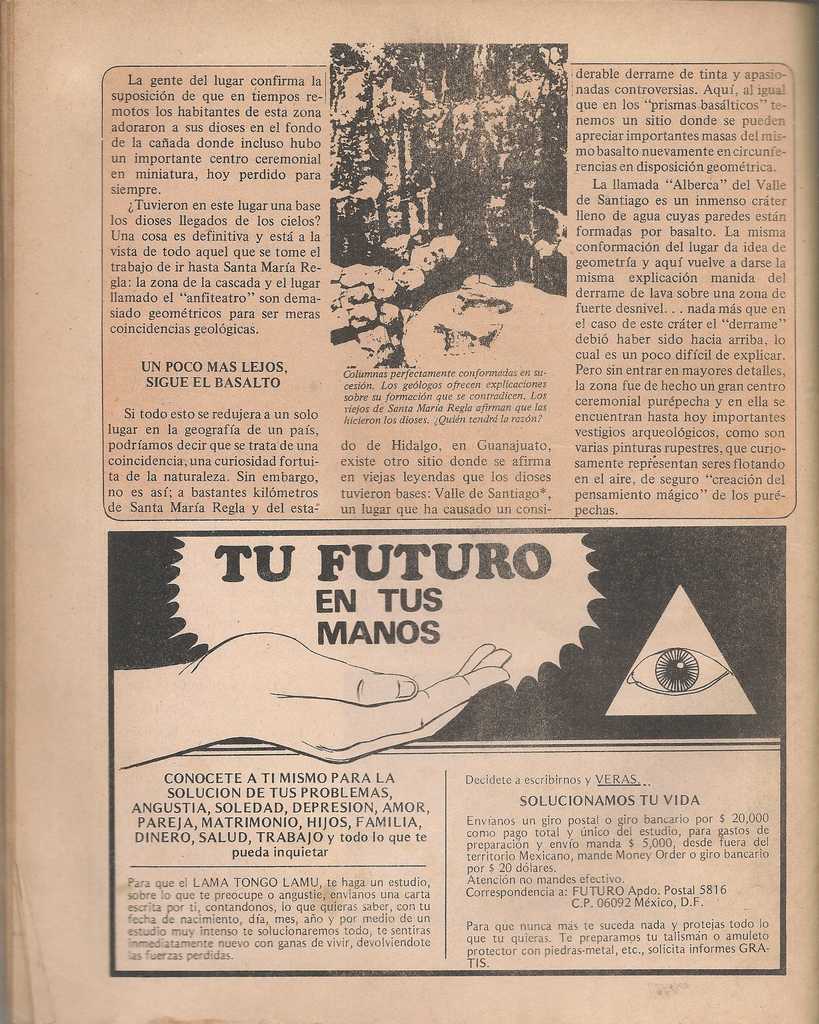 La gente del lugar confirma la
suposición de que en tiempos re-
motos los habitantes de esta zona
adoraron a sus dioses en el fondo
de la cañada donde incluso hubo
un importante centro ceremonial
en miniatura, hoy perdido para
siempre.
¿Tuvieron en este lugar una base
los dioses llegados de los cielos?
Una cosa es definitiva y está a la
vista de todo aquel que se tome el
trabajo de ir hasta Santa María Re-
gla: la zona de la cascada y el lugar
llamado el “anfiteatro” son dema-
siado geométricos para ser meras
coincidencias geológicas.
UN POCO MAS LEJOS,
SIGUE EL BASALTO
Si todo esto se redujera a un solo
lugar en la geografía de un país,
podríamos decir que se trata de una
coincidencia, una curiosidad fortui-
ta de la naturaleza. Sin embargo,
no es así; a bastantes kilómetros
de Santa María Regla y del esta-
Columnas perfectamente conformadas en su-
cesión. Los geólogos ofrecen explicaciones
sobre su formación que se contradicen. Los
viejos de Santa María Regla afirman que las
hicieron los dioses. ¿Quién tendrá la razón?
do de Hidalgo, en Guanajuato,
existe otro sitio donde se afirma
en viejas leyendas que los dioses
tuvieron bases: Valle de Santiago*,
un lugar que ha causado un consi-
derable derrame de tinta y apasio-
nadas controversias. Aquí, al igual
que en los “prismas basálticos” te-
nemos un sitio donde se pueden
apreciar importantes masas del mis-
mo basalto nuevamente en circunfe-
rencias en disposición geométrica.
La llamada “Alberca” del Valle
de Santiago es un inmenso cráter
lleno de agua cuyas paredes están
formadas por basalto. La misma
conformación del lugar da idea de
geometría y aquí vuelve a darse la
misma explicación manida del
derrame de lava sobre una zona de
fuerte desnivel. . . nada más que en
el caso de este cráter el “derrame”
debió haber sido hacia arriba, lo
cual es un poco difícil de explicar.
Pero sin entrar en mayores detalles,
la zona fue de hecho un gran centro
ceremonial purépecha y en ella se
encuentran hasta hoy importantes
vestigios arqueológicos, como son
varias pinturas rupestres, que curio-
samente representan seres flotando
en el aire, de seguro “creación del
pensamiento mágico” de los puré-
pechas.
TU FUTURO
EN TUS
MANOS
CONOCETE A TI MISMO PARA LA
SOLUCION DE TUS PROBLEMAS,
ANGUSTIA, SOLEDAD, DEPRESION, AMOR,
PAREJA, MATRIMONIO, HIJOS, FAMILIA,
DINERO, SALUD, TRABAJO y todo lo que te
pueda inquietar
Para que el LAMA TONGO LAMU, te haga un estudio,
sobre lo que te preocupe o angustie, envíanos una carta
escrita por ti, contandonos, lo que quieras saber, con tu
fecha de nacimiento, día, mes, año y por medio de un
estudio muy intenso te solucionaremos todo, te sentiras
inmediatamente nuevo con ganas de vivir, devolviendote
las fuerzas perdidas.
Decidete a escribirnos y VERAS...
SOLUCIONAMOS TU VIDA
Envíanos un giro postal o giro bancario por $ 20,000
como pago total y único del estudio, para gastos de
preparación y envío manda $ 5,000, desde fuera del
territorio Mexicano, mande Money Order o giro bancario
por $ 20 dólares.
Atención no mandes efectivo.
Correspondencia a: FUTURO Apdo. Postal 5816
C.P. 06092 México, D.F.
Para que nunca más te suceda nada y protejas todo lo
que tu quieras. Te preparamos tu talismán o amuleto
protector con piedras-metal, etc., solicita informes GRA-
TIS.